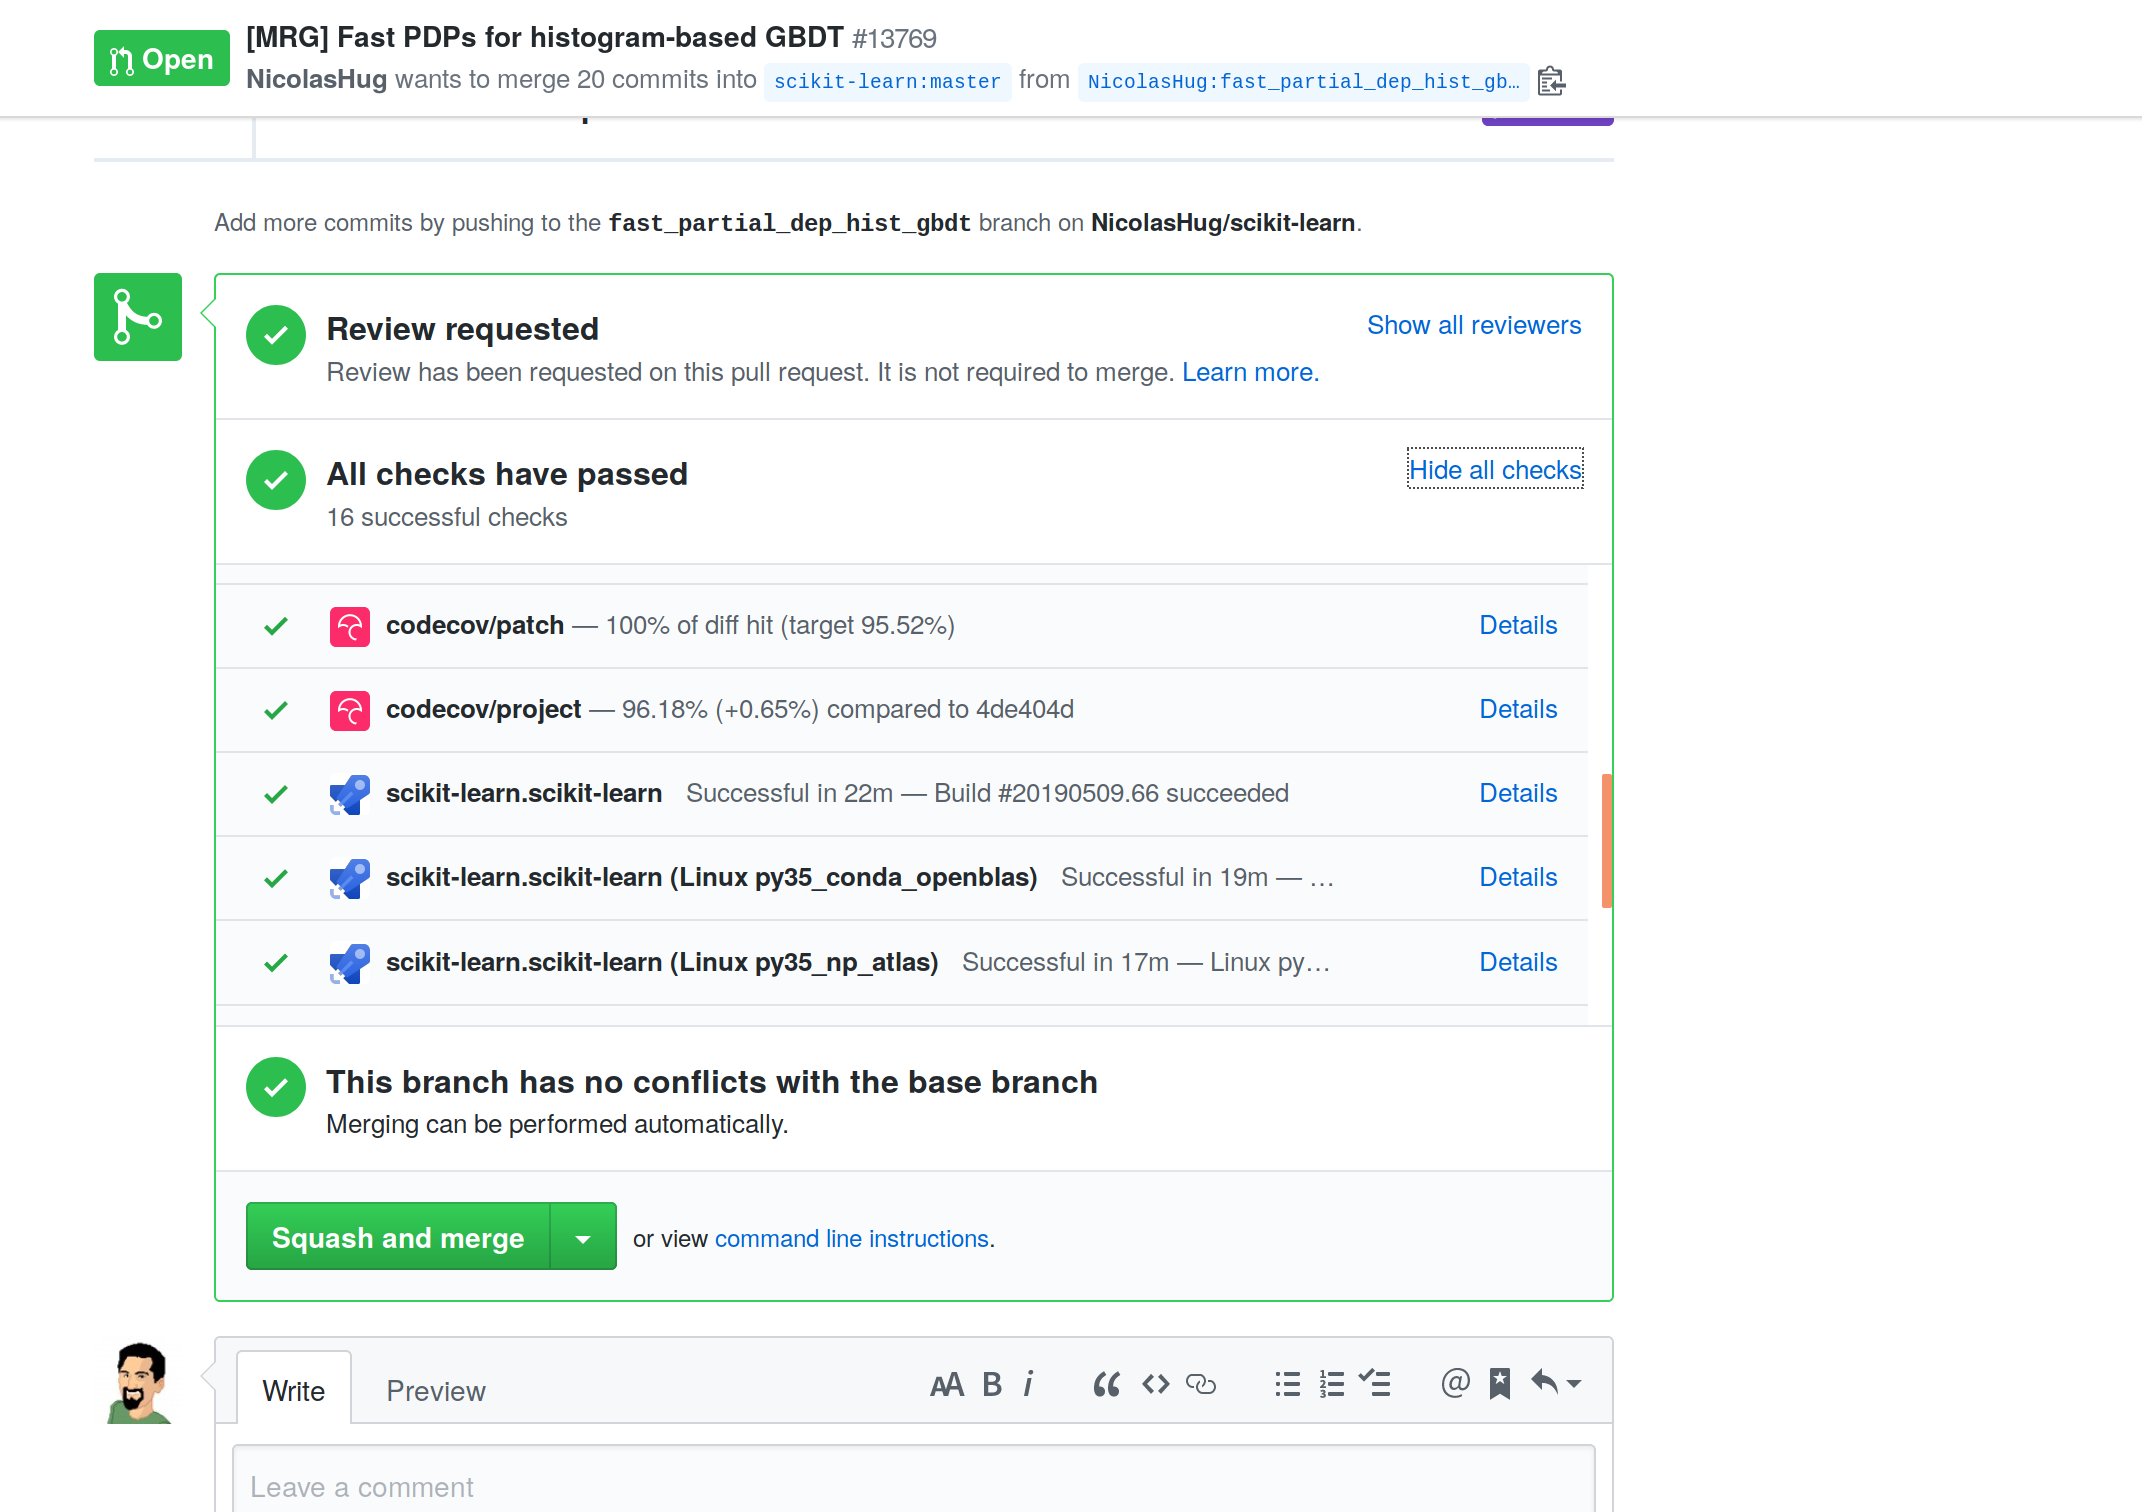 Open
[MRG] Fast PDPs for histogram-based GBDT #13769
NicolasHug wants to merge 20 commits into scikit-learn:master from NicolasHug:fast_partial_dep_hist_gb…
Add more commits by pushing to the fast_partial_dep_hist_gbdt branch on NicolasHug/scikit-learn.
Review requested
Show all reviewers
Review has been requested on this pull request. It is not required to merge. Learn more.
All checks have passed
Hide all checks
16 successful checks
codecov/patch — 100% of diff hit (target 95.52%) Details
codecov/project — 96.18% (+0.65%) compared to 4de404d Details
scikit-learn.scikit-learn Successful in 22m — Build #20190509.66 succeeded Details
scikit-learn.scikit-learn (Linux py35_conda_openblas) Successful in 19m — … Details
scikit-learn.scikit-learn (Linux py35_np_atlas) Successful in 17m — Linux py… Details
This branch has no conflicts with the base branch
Merging can be performed automatically.
Squash and merge or view command line instructions.
Write Preview
Leave a comment